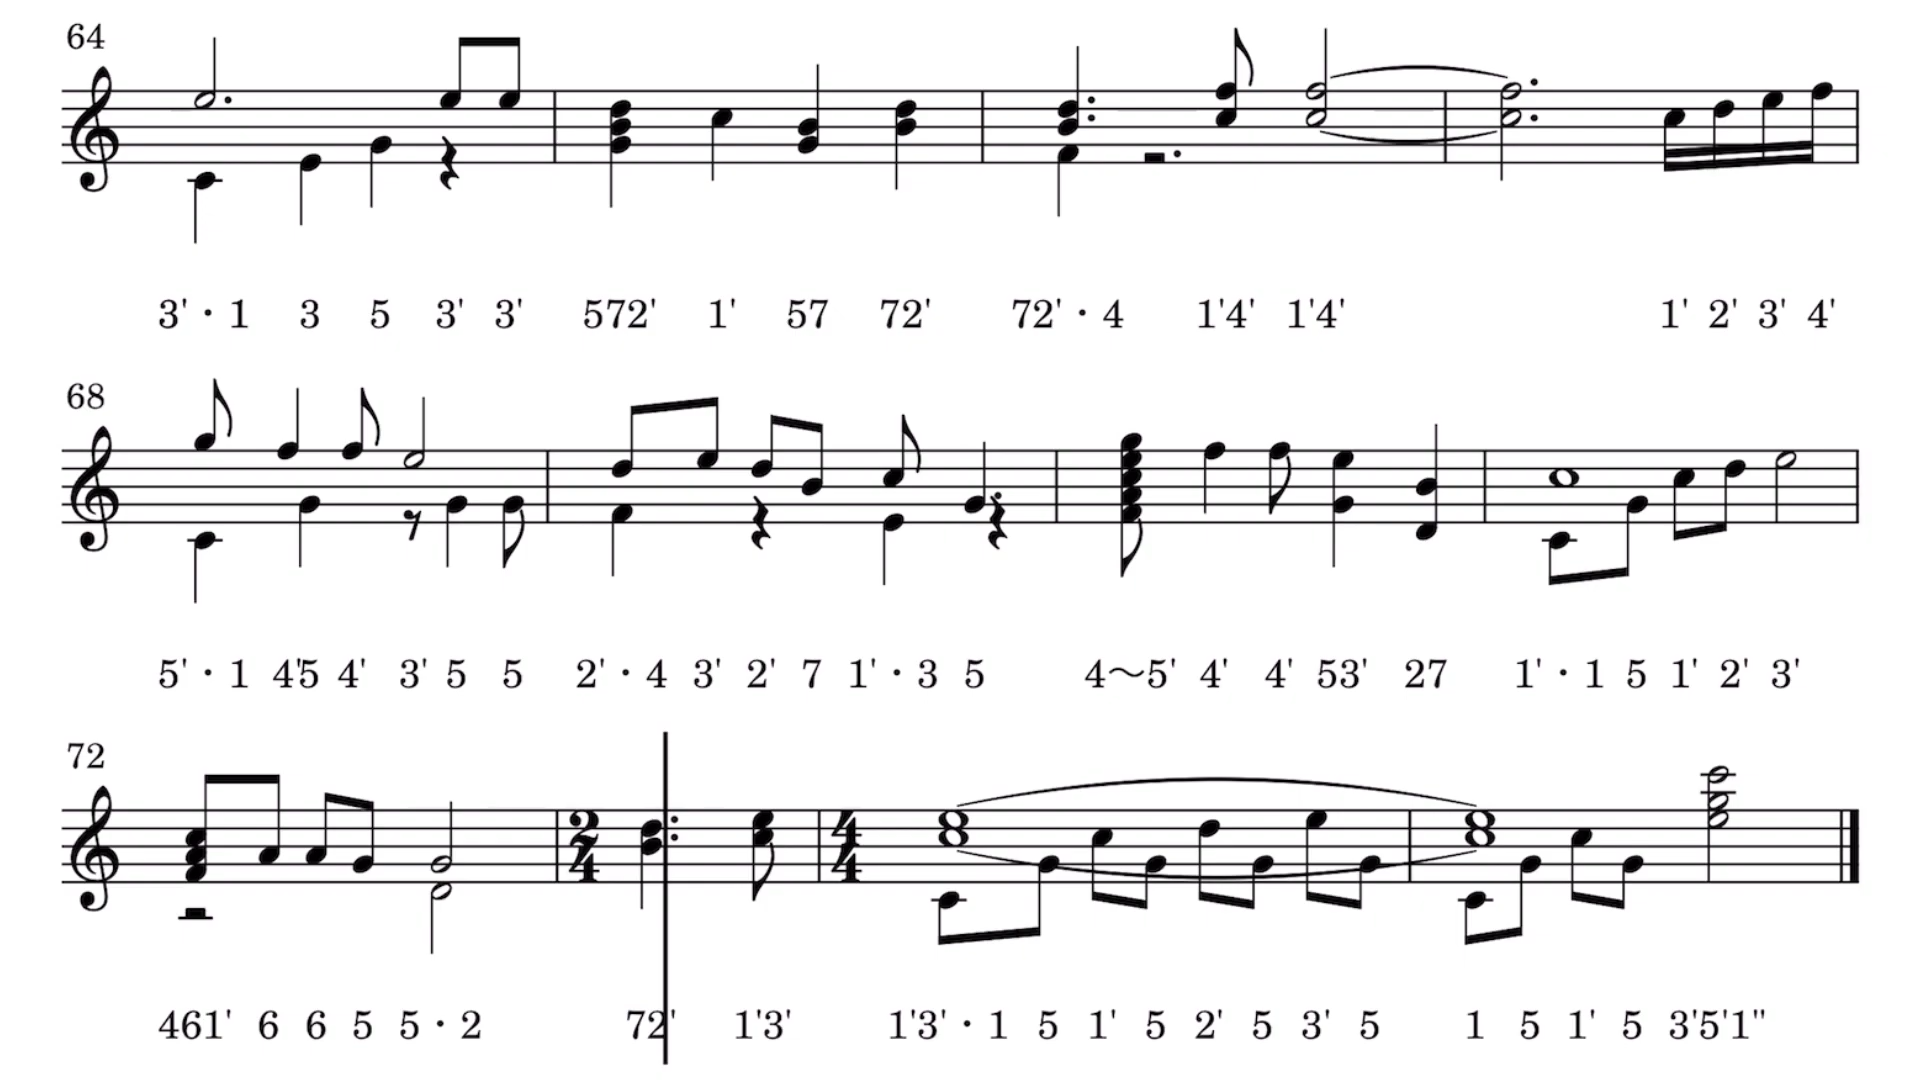 64
3' · 1 3 5 3' 3' 572' 1' 57 72' 72' · 4 1'4' 1'4' 1' 2' 3' 4'
68
5' · 1 4'5 4' 3' 5 5 2' · 4 3' 2' 7 1' · 3 5 4～5' 4' 4' 53' 27 1' · 1 5 1' 2' 3'
72
2 4 4 4
461' 6 6 5 5 · 2 72' 1'3' 1'3' · 1 5 1' 5 2' 5 3' 5 1 5 1' 5 3'5'1"